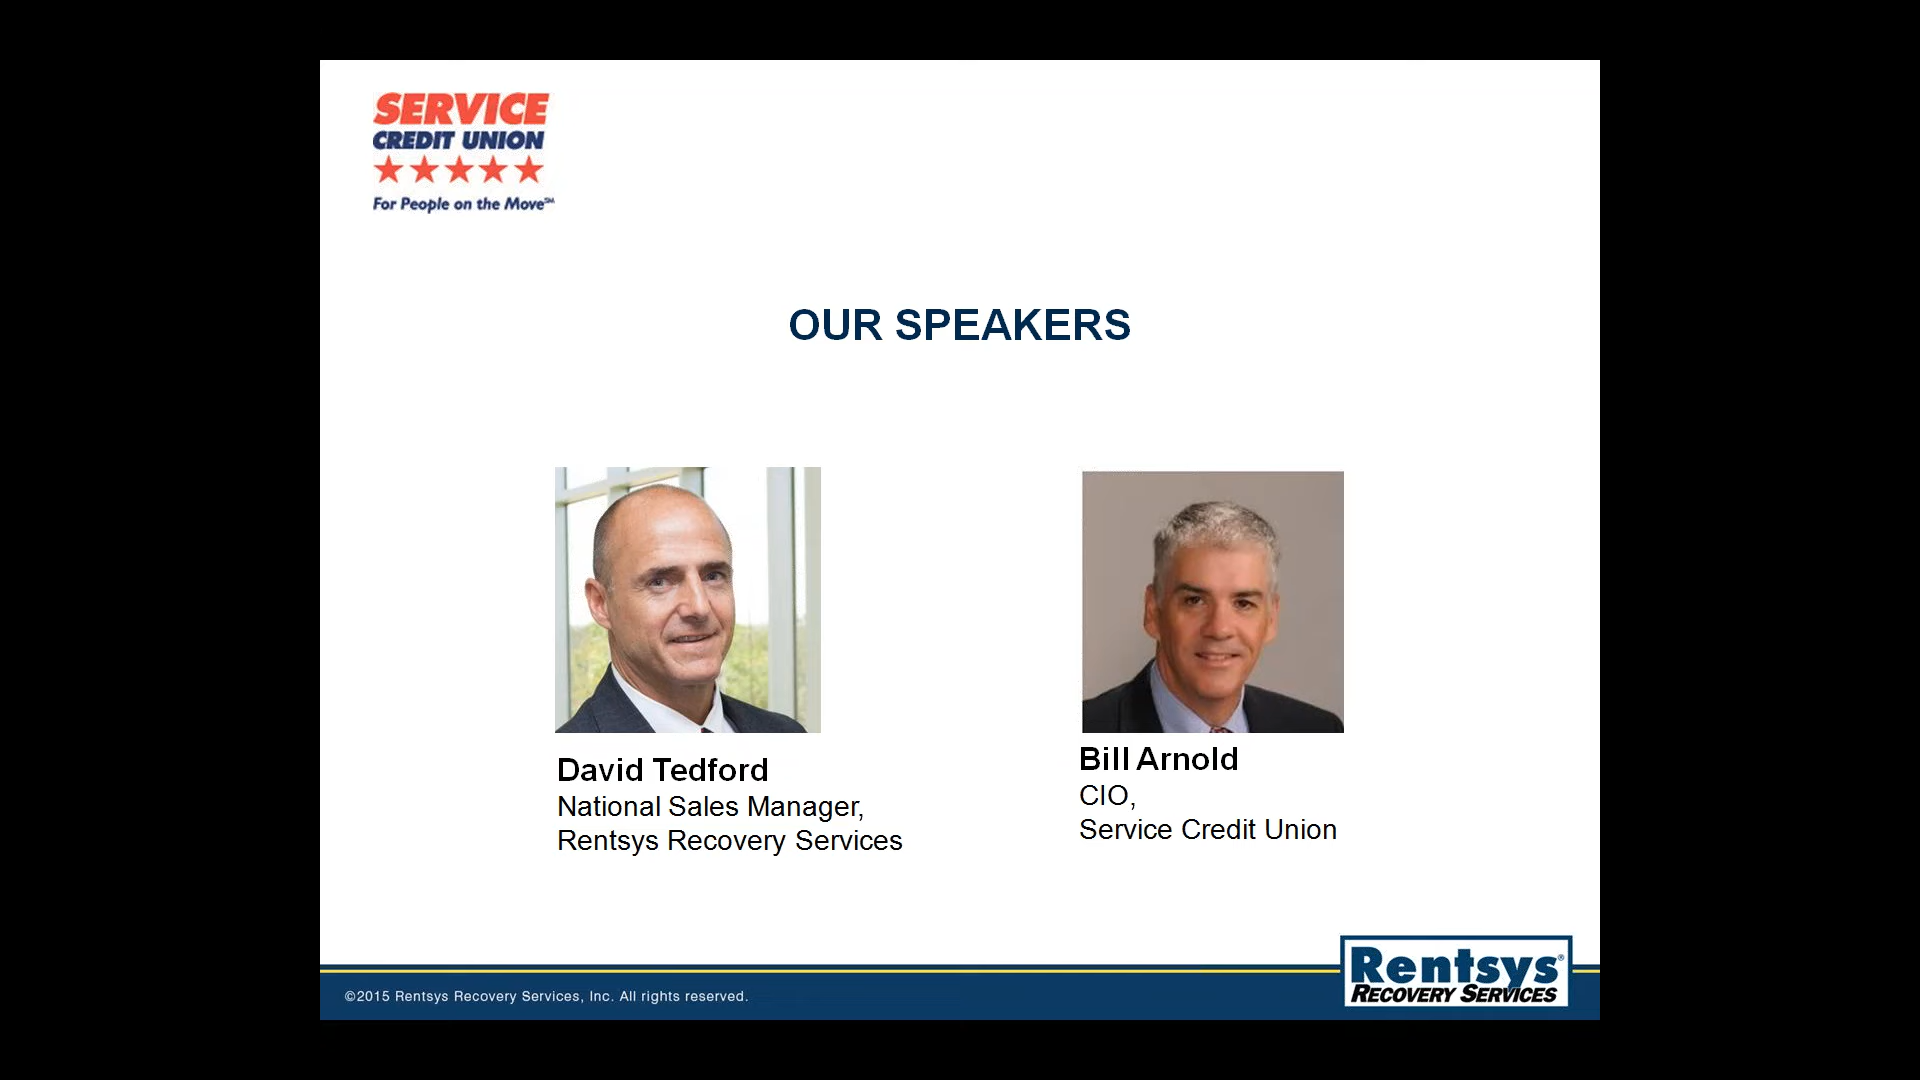 SERVICE
CREDIT UNION
For People on the Move℠
OUR SPEAKERS
David Tedford
National Sales Manager,
Rentsys Recovery Services
Bill Arnold
CIO,
Service Credit Union
©2015 Rentsys Recovery Services, Inc. All rights reserved.
Rentsys®
RECOVERY SERVICES